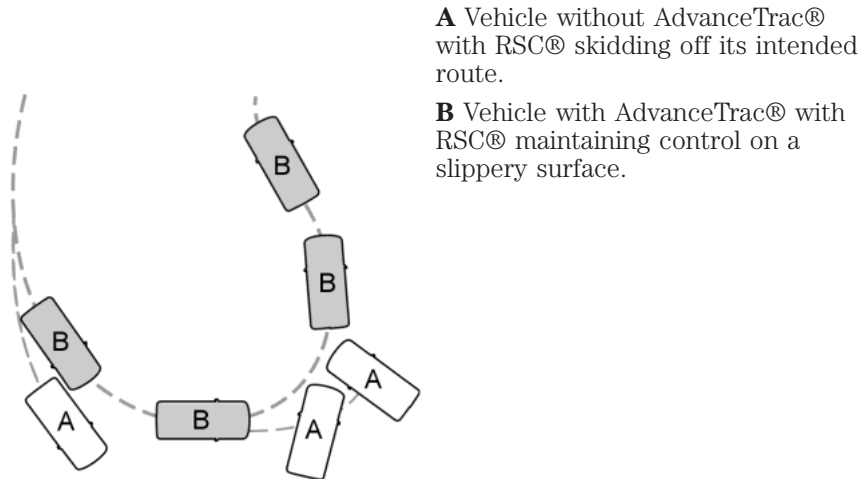 A Vehicle without AdvanceTrac®
with RSC® skidding off its intended
route.
B Vehicle with AdvanceTrac® with
RSC® maintaining control on a
slippery surface.
B
B
B
A
B
A
A